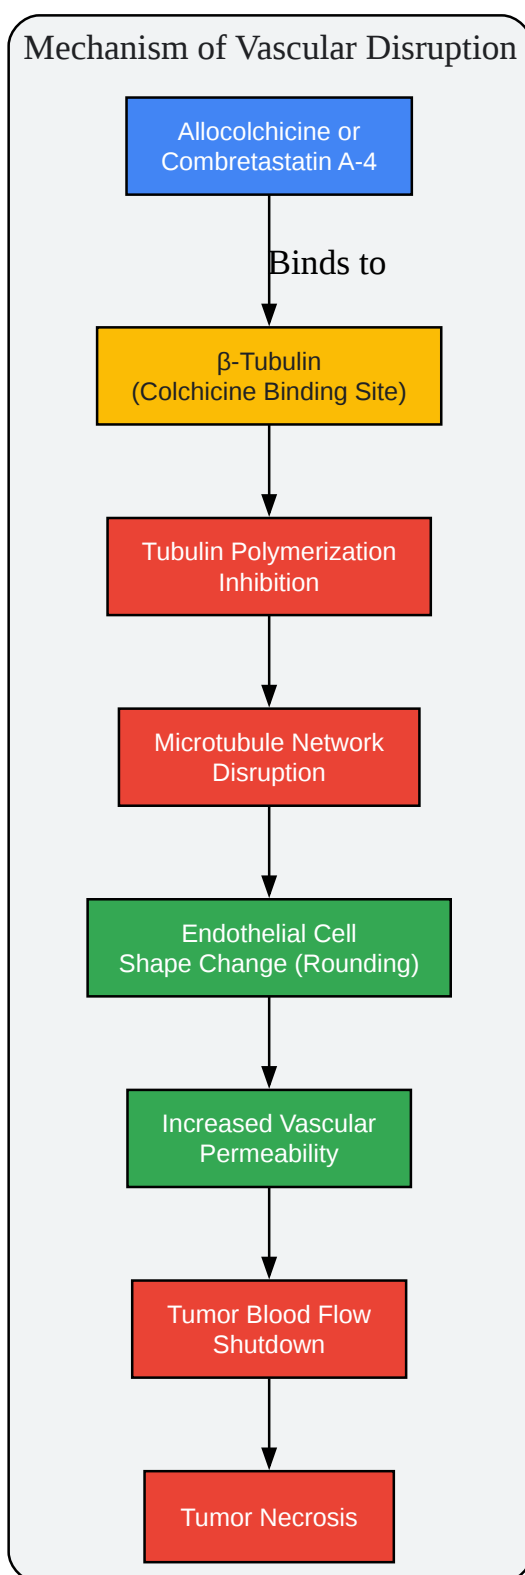 Mechanism of Vascular Disruption
Allocolchicine or
Combretastatin A-4
Binds to
β-Tubulin
(Colchicine Binding Site)
Tubulin Polymerization
Inhibition
Microtubule Network
Disruption
Endothelial Cell
Shape Change (Rounding)
Increased Vascular
Permeability
Tumor Blood Flow
Shutdown
Tumor Necrosis